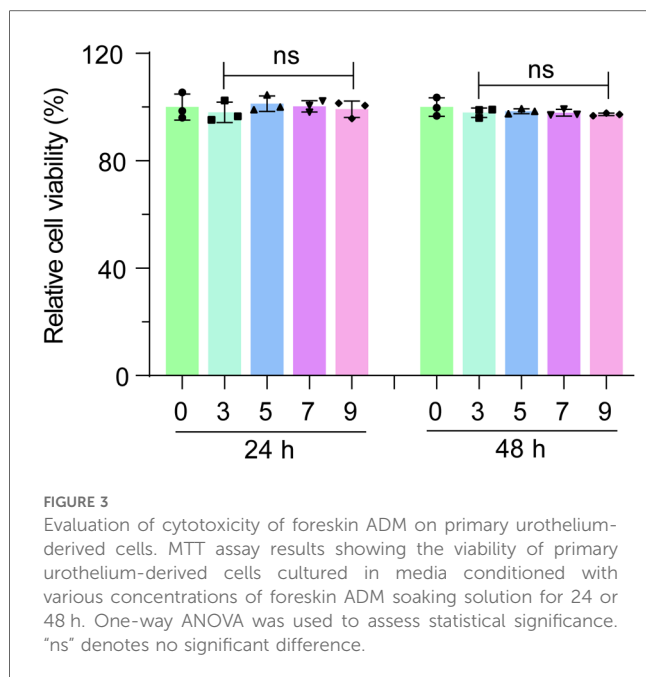 ns
ns
120
80
40
0
Relative cell viability (%)
0 3 5 7 9 0 3 5 7 9
24 h 48 h
FIGURE 3
Evaluation of cytotoxicity of foreskin ADM on primary urothelium-
derived cells. MTT assay results showing the viability of primary
urothelium-derived cells cultured in media conditioned with
various concentrations of foreskin ADM soaking solution for 24 or
48 h. One-way ANOVA was used to assess statistical significance.
“ns” denotes no significant difference.